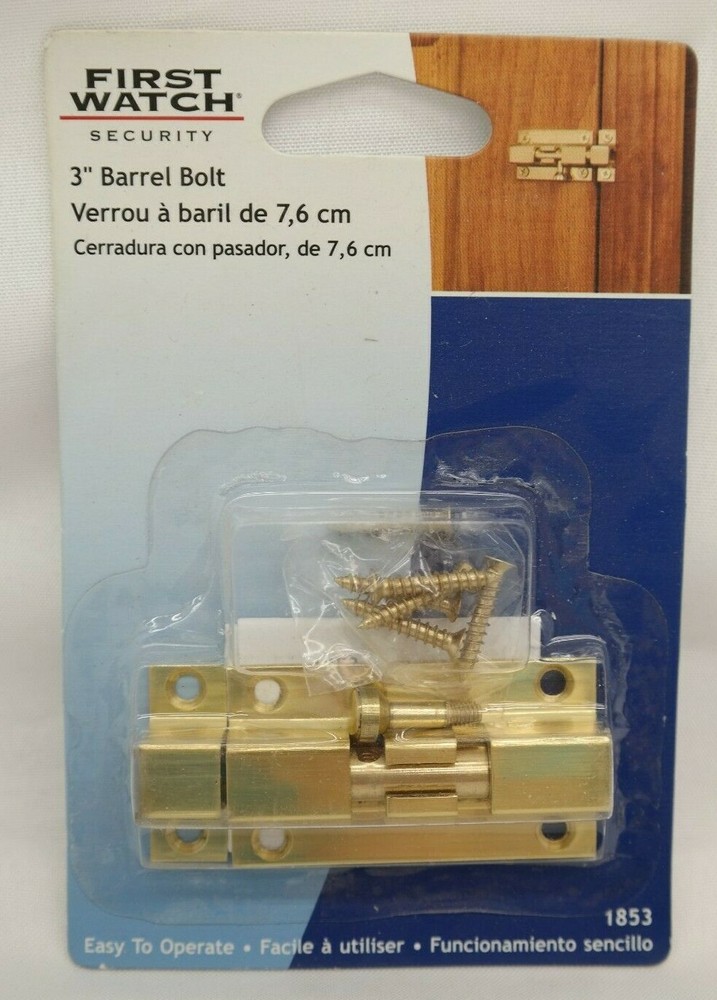 FIRST
WATCH®
SECURITY
3" Barrel Bolt
Verrou à baril de 7,6 cm
Cerradura con pasador, de 7,6 cm
1853
Easy To Operate • Facile à utiliser • Funcionamiento sencillo